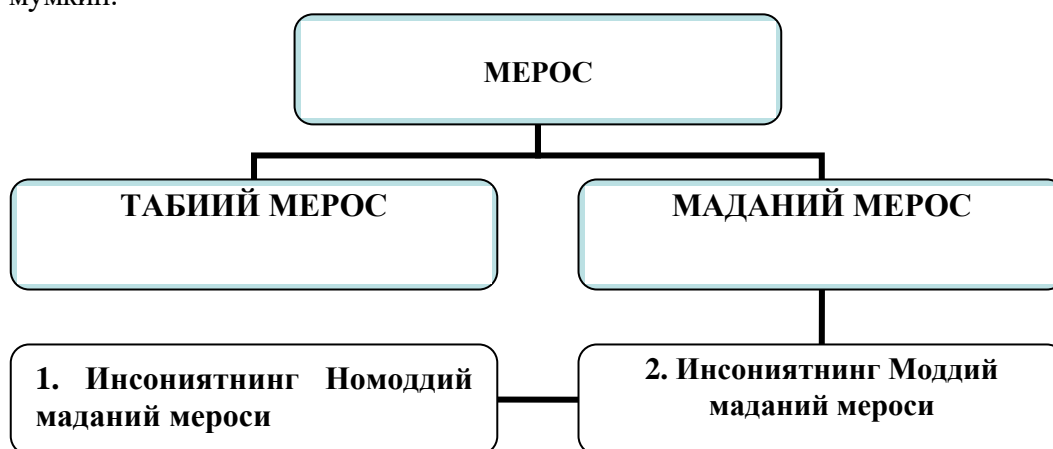 мумкин.
МЕРОС
ТАБИИЙ МЕРОС
МАДАНИЙ МЕРОС
1. Инсониятнинг Номоддий
маданий мероси
2. Инсониятнинг Моддий
маданий мероси